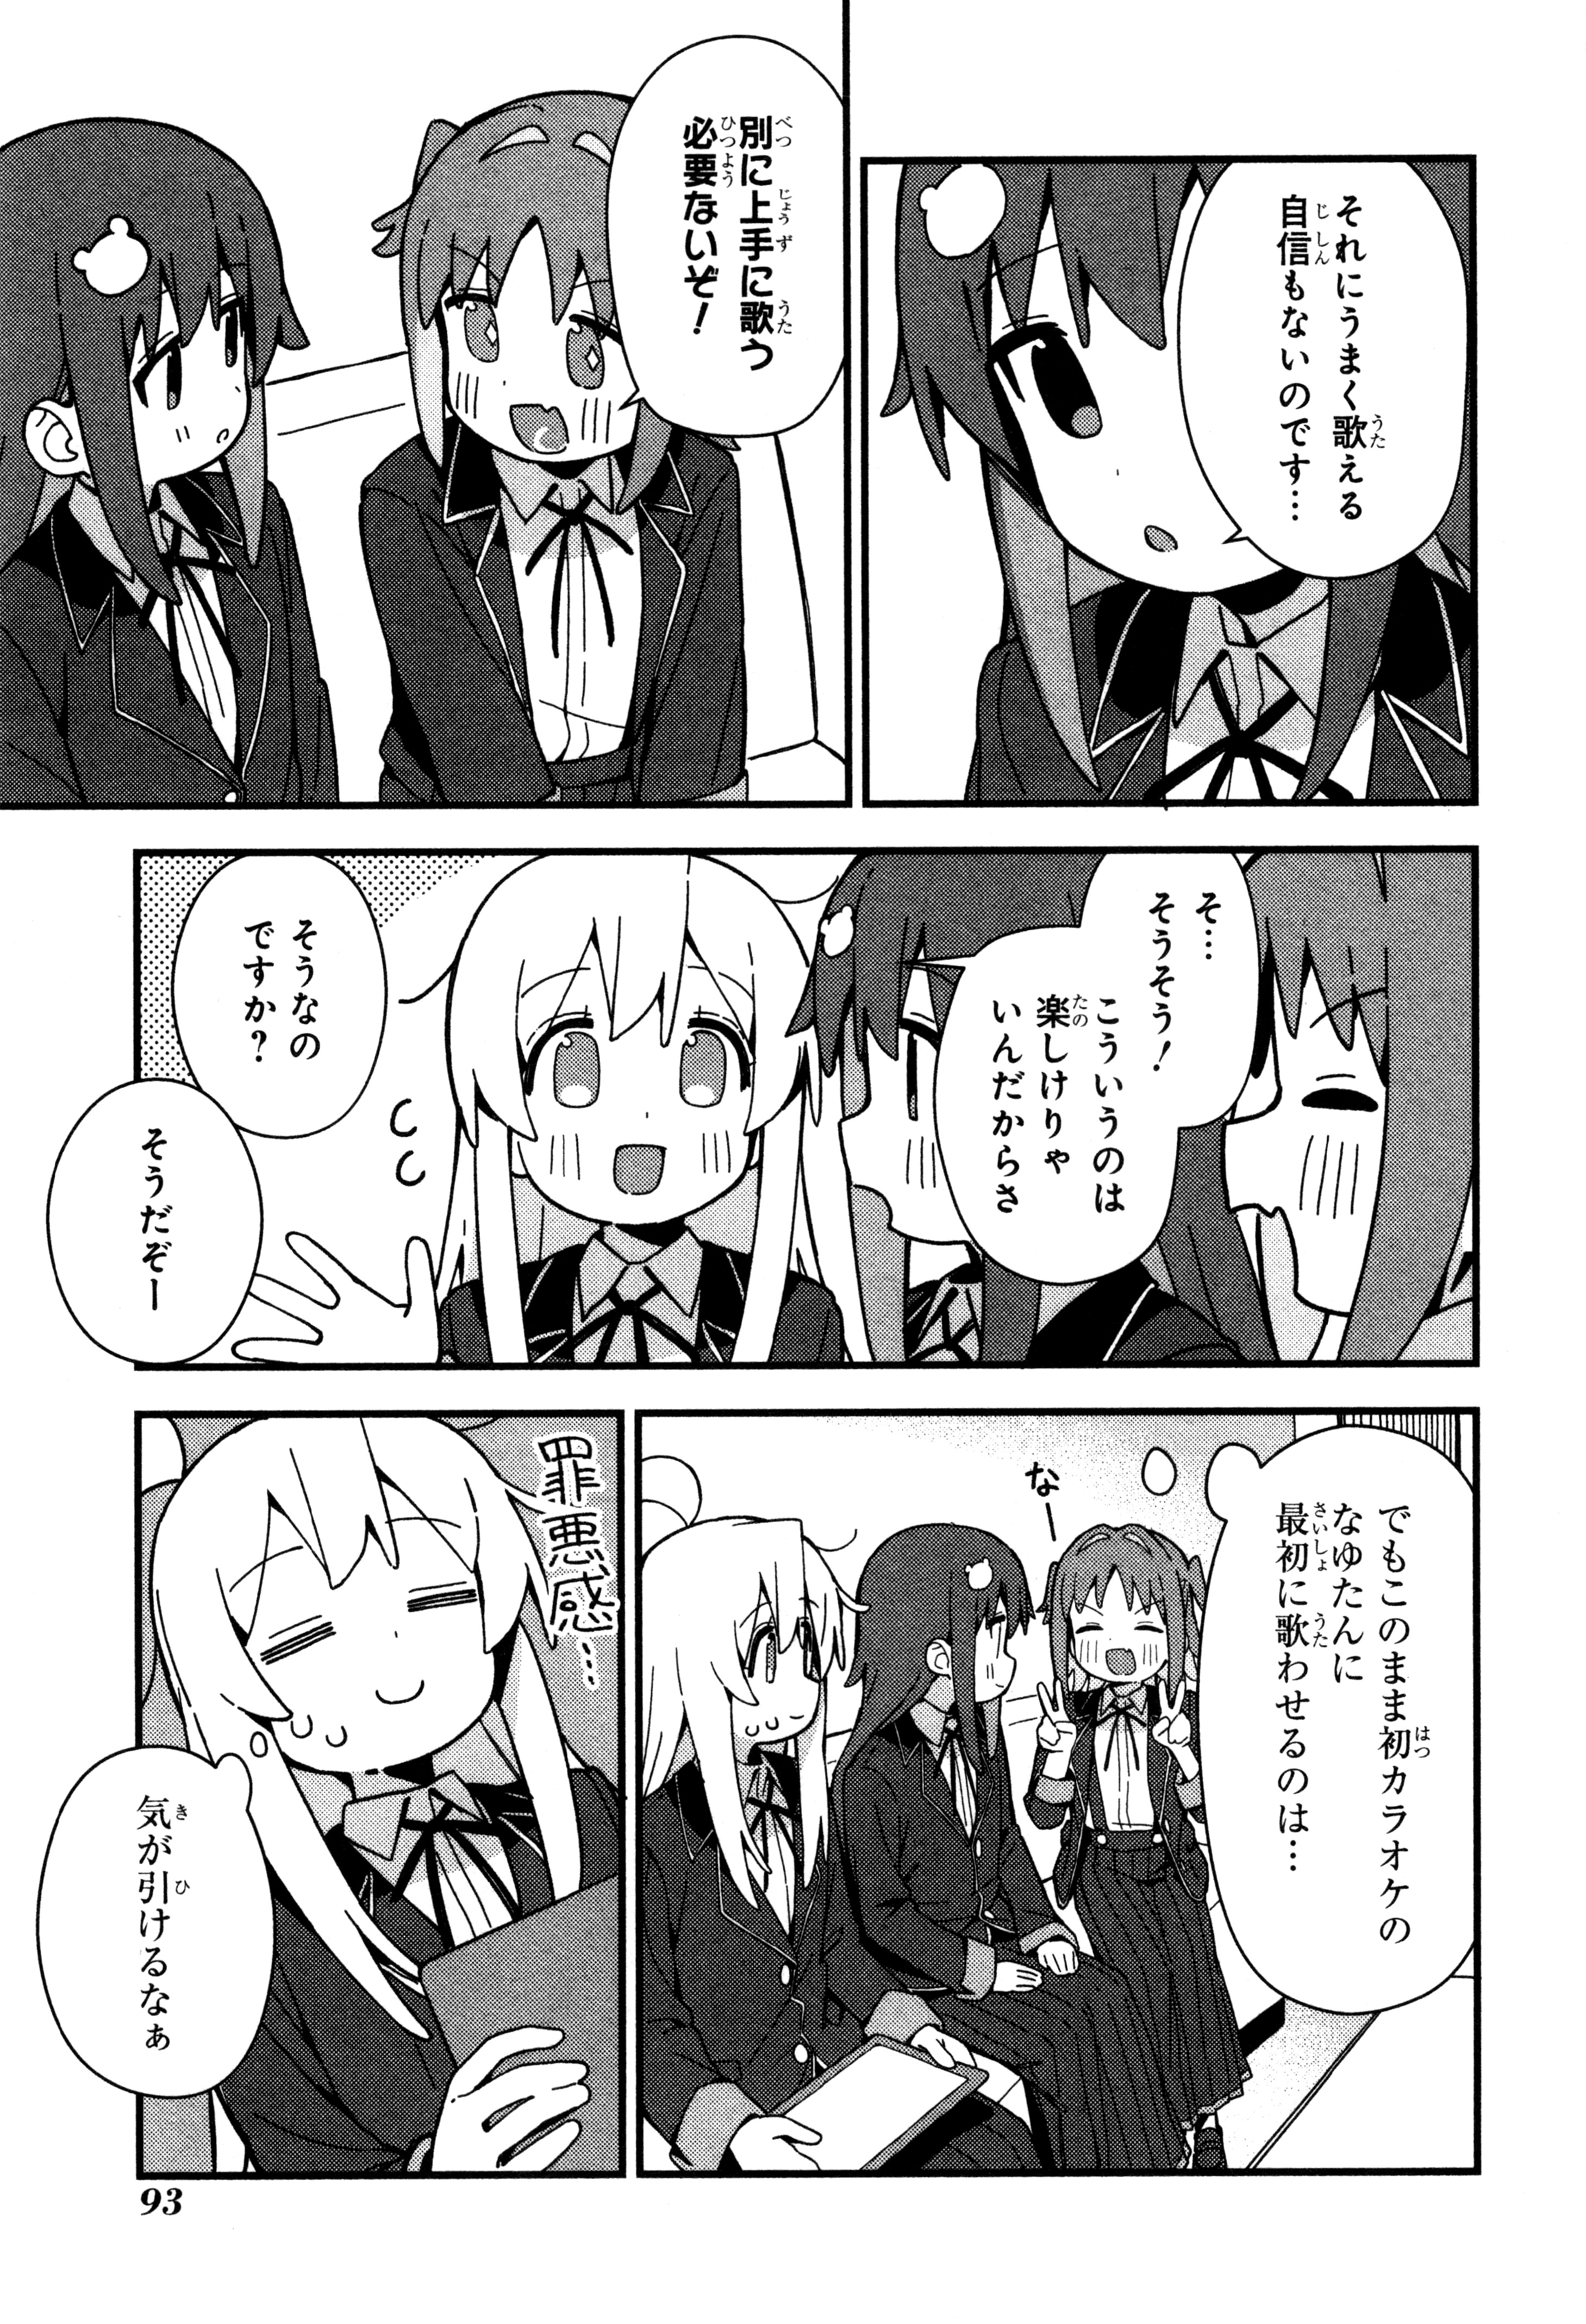 それにうまく歌える
自信もないのです…
別に上手に歌う
必要ないぞ！
そ…
そうそう！
こういうのは
楽しけりゃ
いんだからさ
そうなの
ですか？
そうだぞー
でもこのまま初カラオケの
なゆたんに
最初に歌わせるのは…
なー
罪悪感…
気が引けるなぁ
93